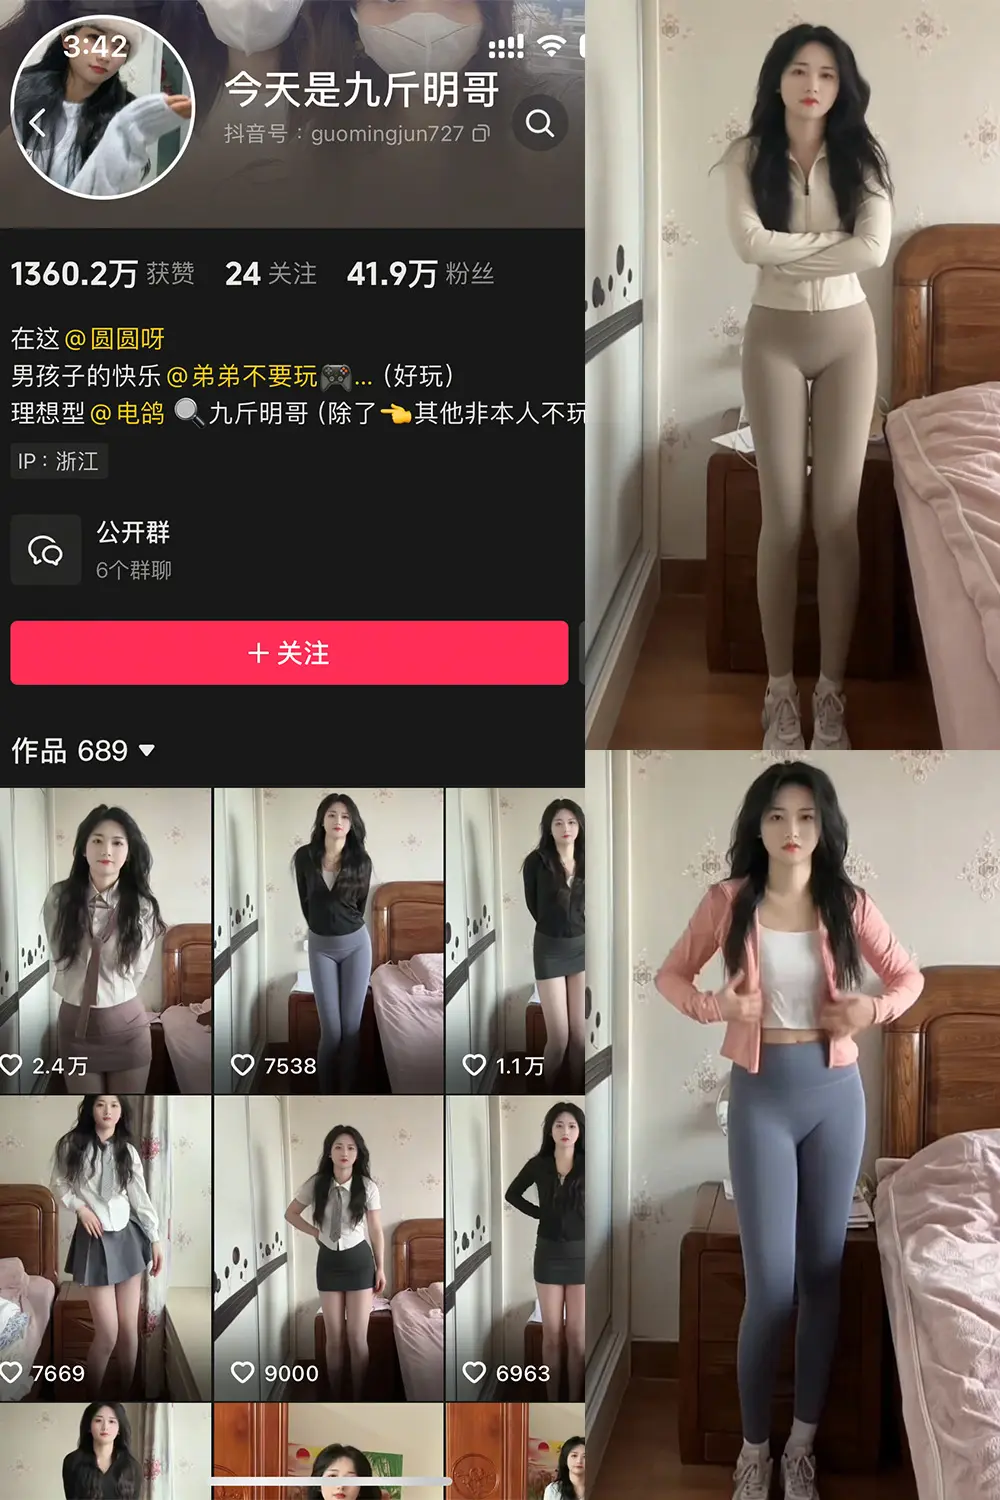 3:42
今天是九斤明哥
抖音号：guomingjun727
1360.2万 获赞 24 关注 41.9万 粉丝
在这@圆圆呀
男孩子的快乐@弟弟不要玩🎮...（好玩）
理想型@电鸽 🔍九斤明哥（除了👈其他非本人不玩
IP：浙江
公开群
6个群聊
+ 关注
作品 689
2.4万
7538
1.1万
7669
9000
6963